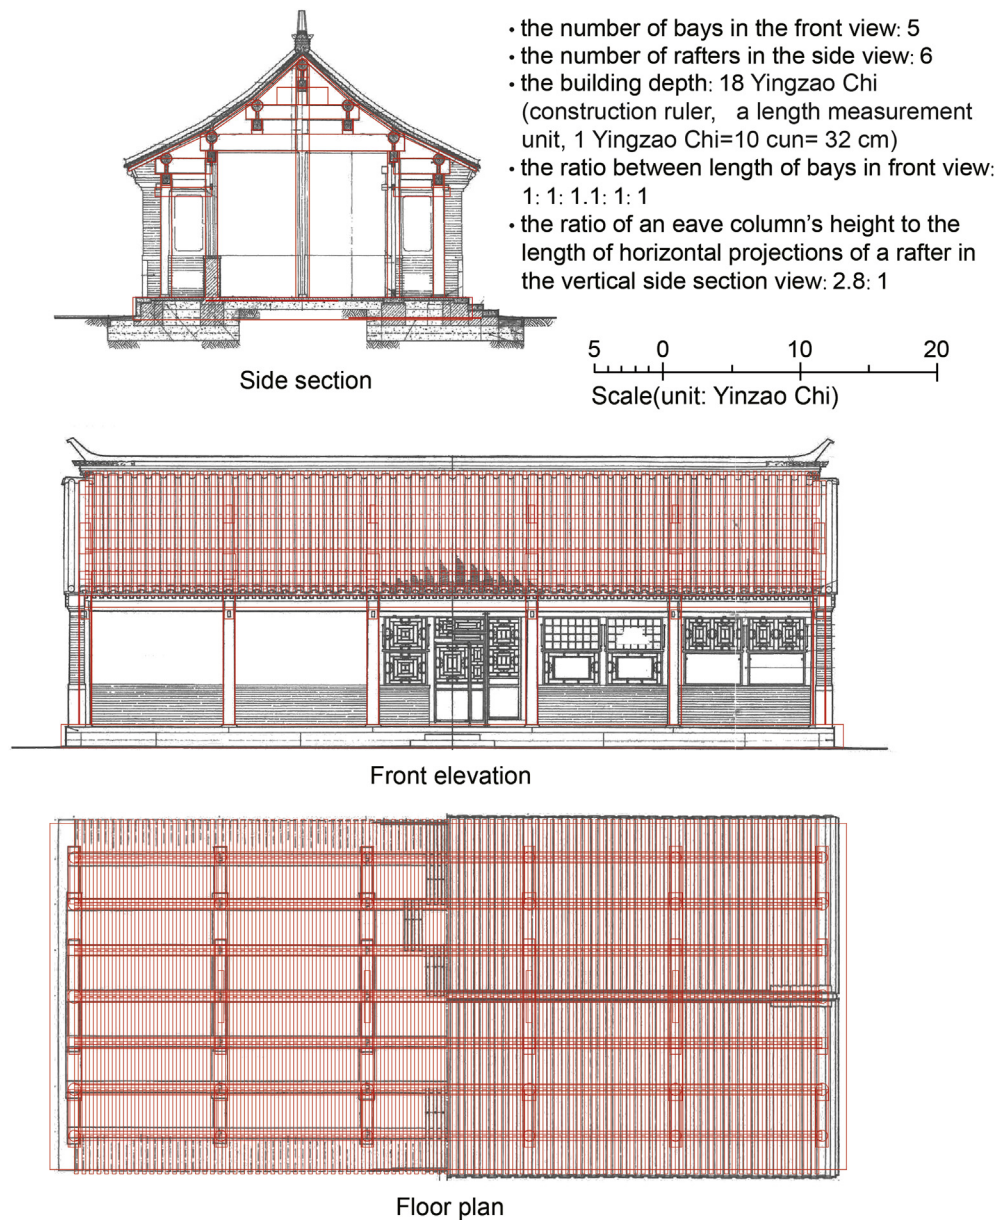 • the number of bays in the front view: 5
• the number of rafters in the side view: 6
• the building depth: 18 Yingzao Chi
(construction ruler, a length measurement
unit, 1 Yingzao Chi=10 cun= 32 cm)
• the ratio between length of bays in front view:
1: 1: 1.1: 1: 1
• the ratio of an eave column's height to the
length of horizontal projections of a rafter in
the vertical side section view: 2.8: 1
5 0 10 20
Scale(unit: Yinzao Chi)
Side section
Front elevation
Floor plan